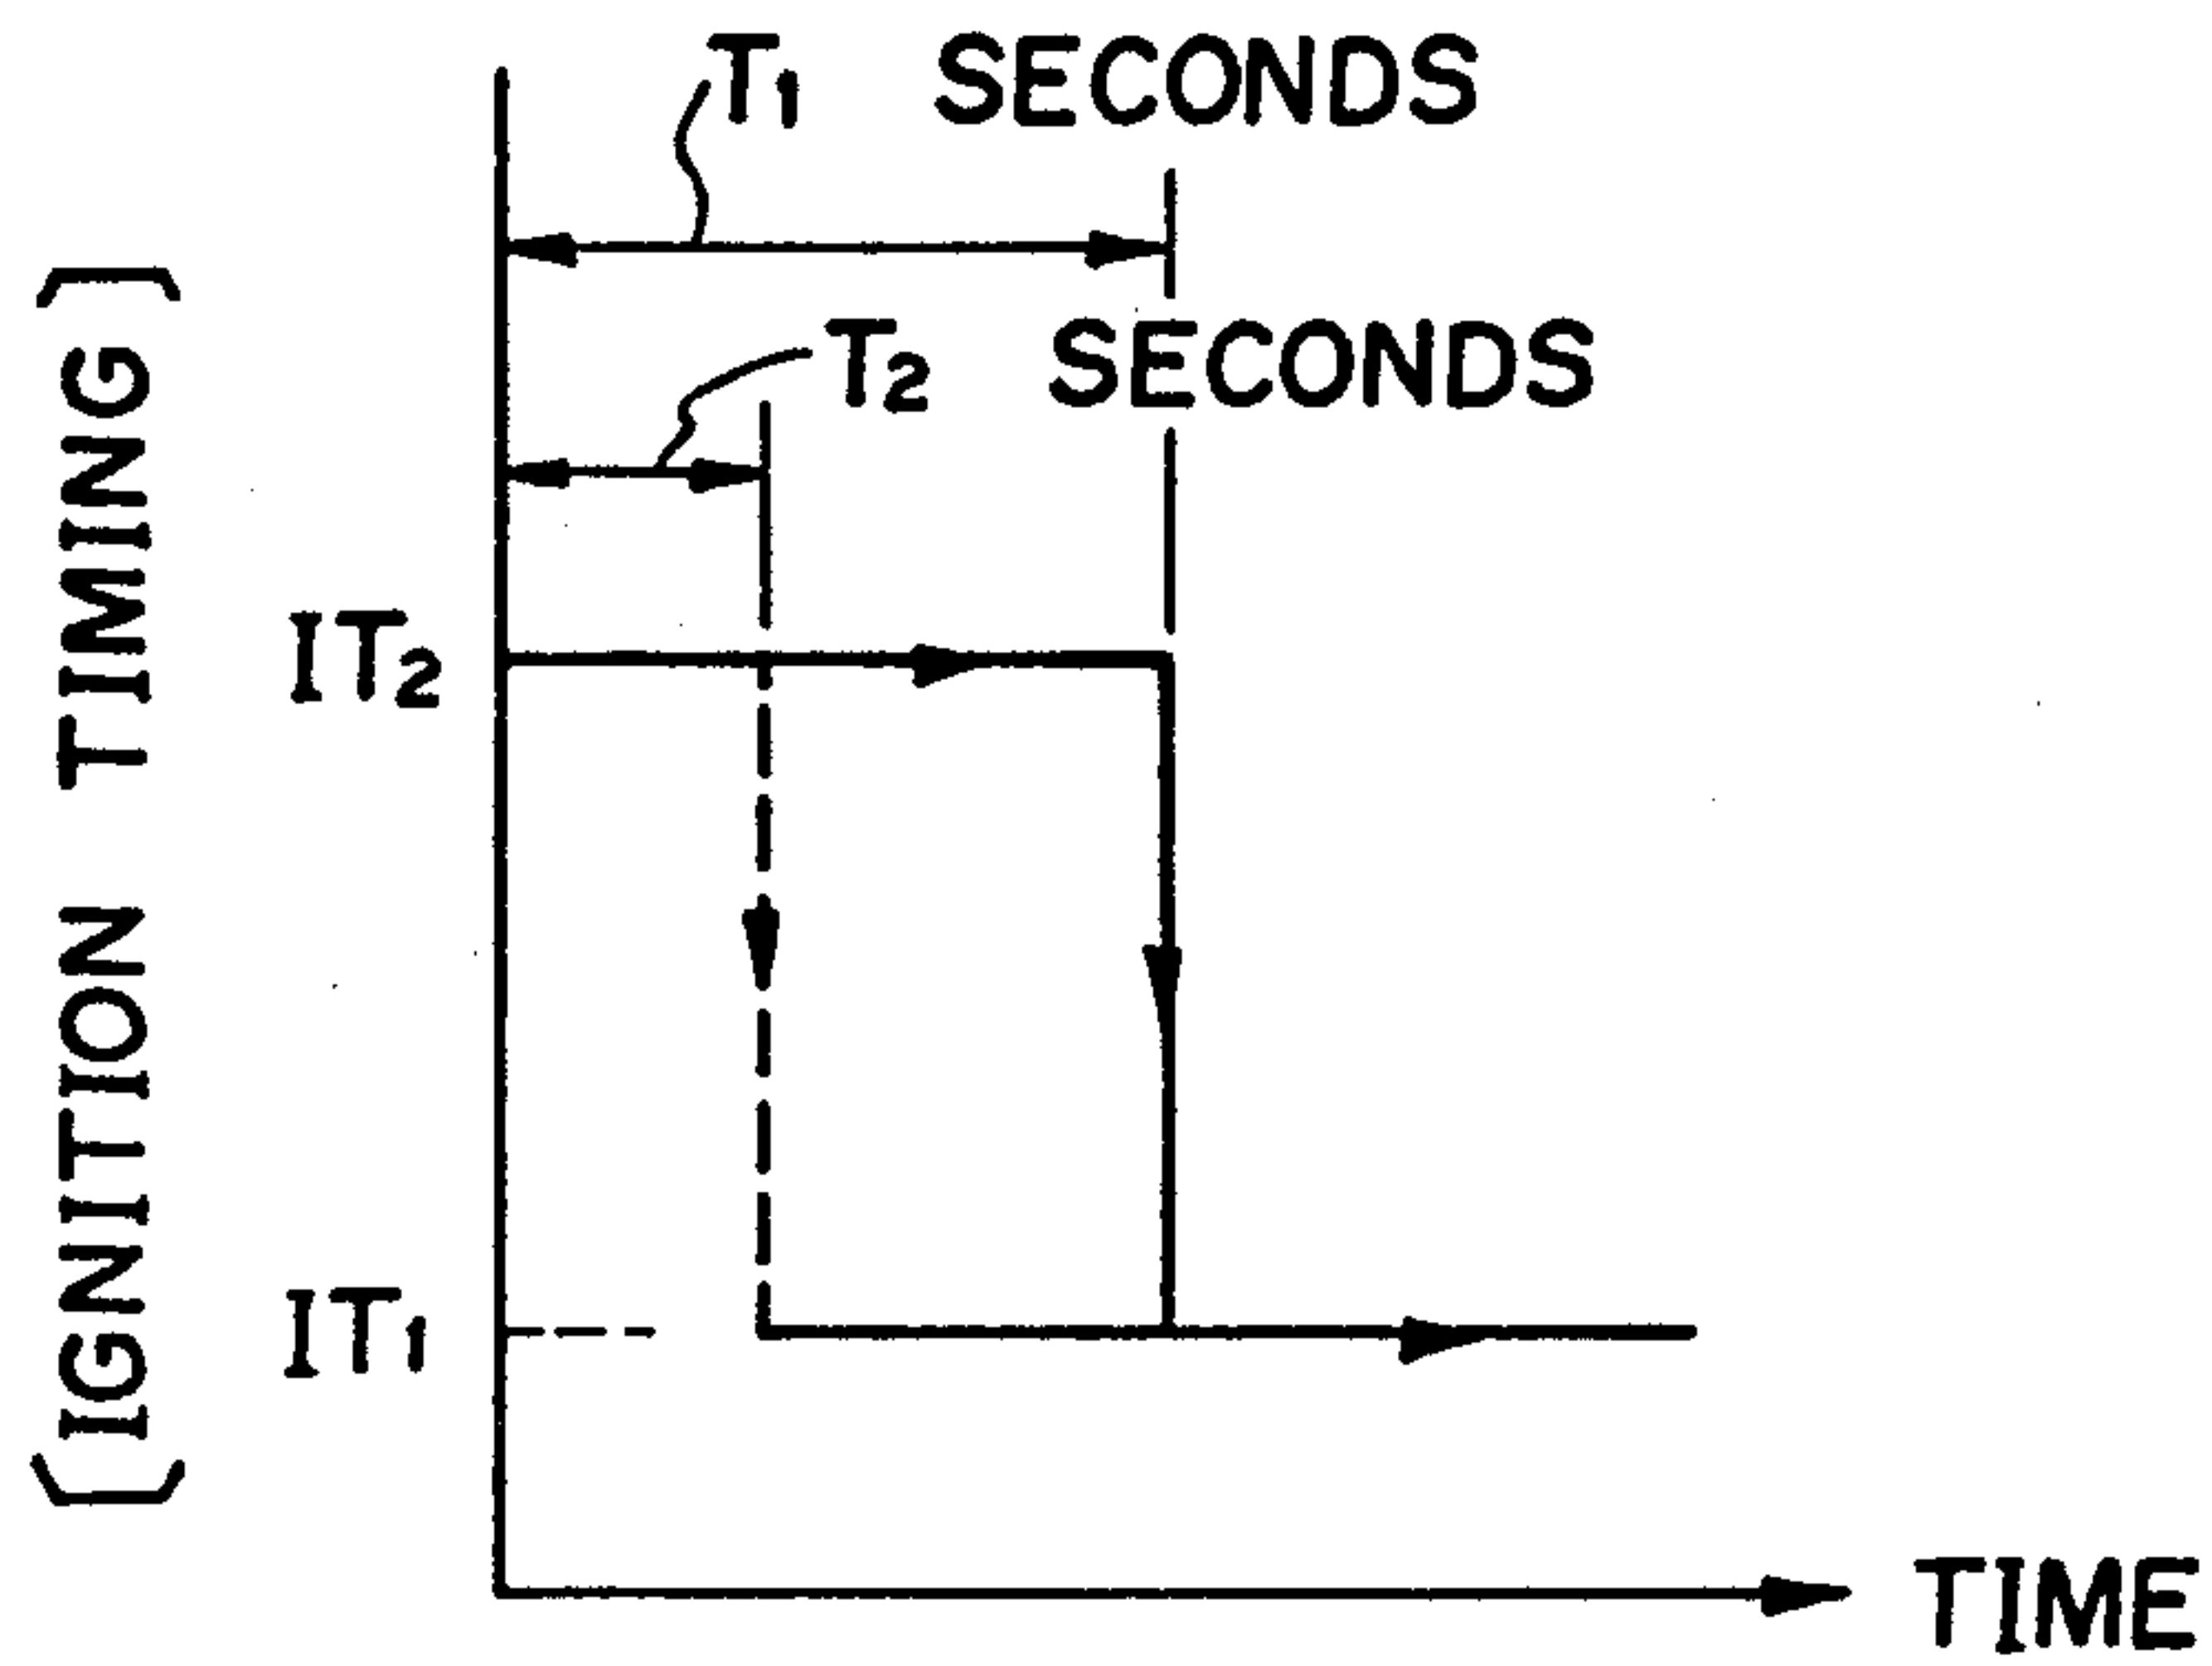 T1 SECONDS
T2 SECONDS
[IGNITION TIMING]
IT2
IT1
TIME